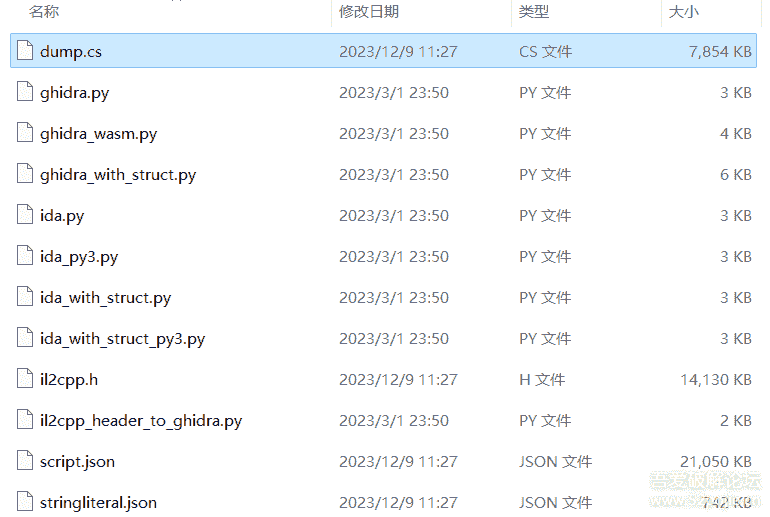 名称 修改日期 类型 大小
dump.cs 2023/12/9 11:27 CS 文件 7,854 KB
ghidra.py 2023/3/1 23:50 PY 文件 3 KB
ghidra_wasm.py 2023/3/1 23:50 PY 文件 4 KB
ghidra_with_struct.py 2023/3/1 23:50 PY 文件 6 KB
ida.py 2023/3/1 23:50 PY 文件 3 KB
ida_py3.py 2023/3/1 23:50 PY 文件 3 KB
ida_with_struct.py 2023/3/1 23:50 PY 文件 3 KB
ida_with_struct_py3.py 2023/3/1 23:50 PY 文件 3 KB
il2cpp.h 2023/12/9 11:27 H 文件 14,130 KB
il2cpp_header_to_ghidra.py 2023/3/1 23:50 PY 文件 2 KB
script.json 2023/12/9 11:27 JSON 文件 21,050 KB
吾爱破解论坛
stringliteral.json 2023/12/9 11:27 JSON 文件 742 KB